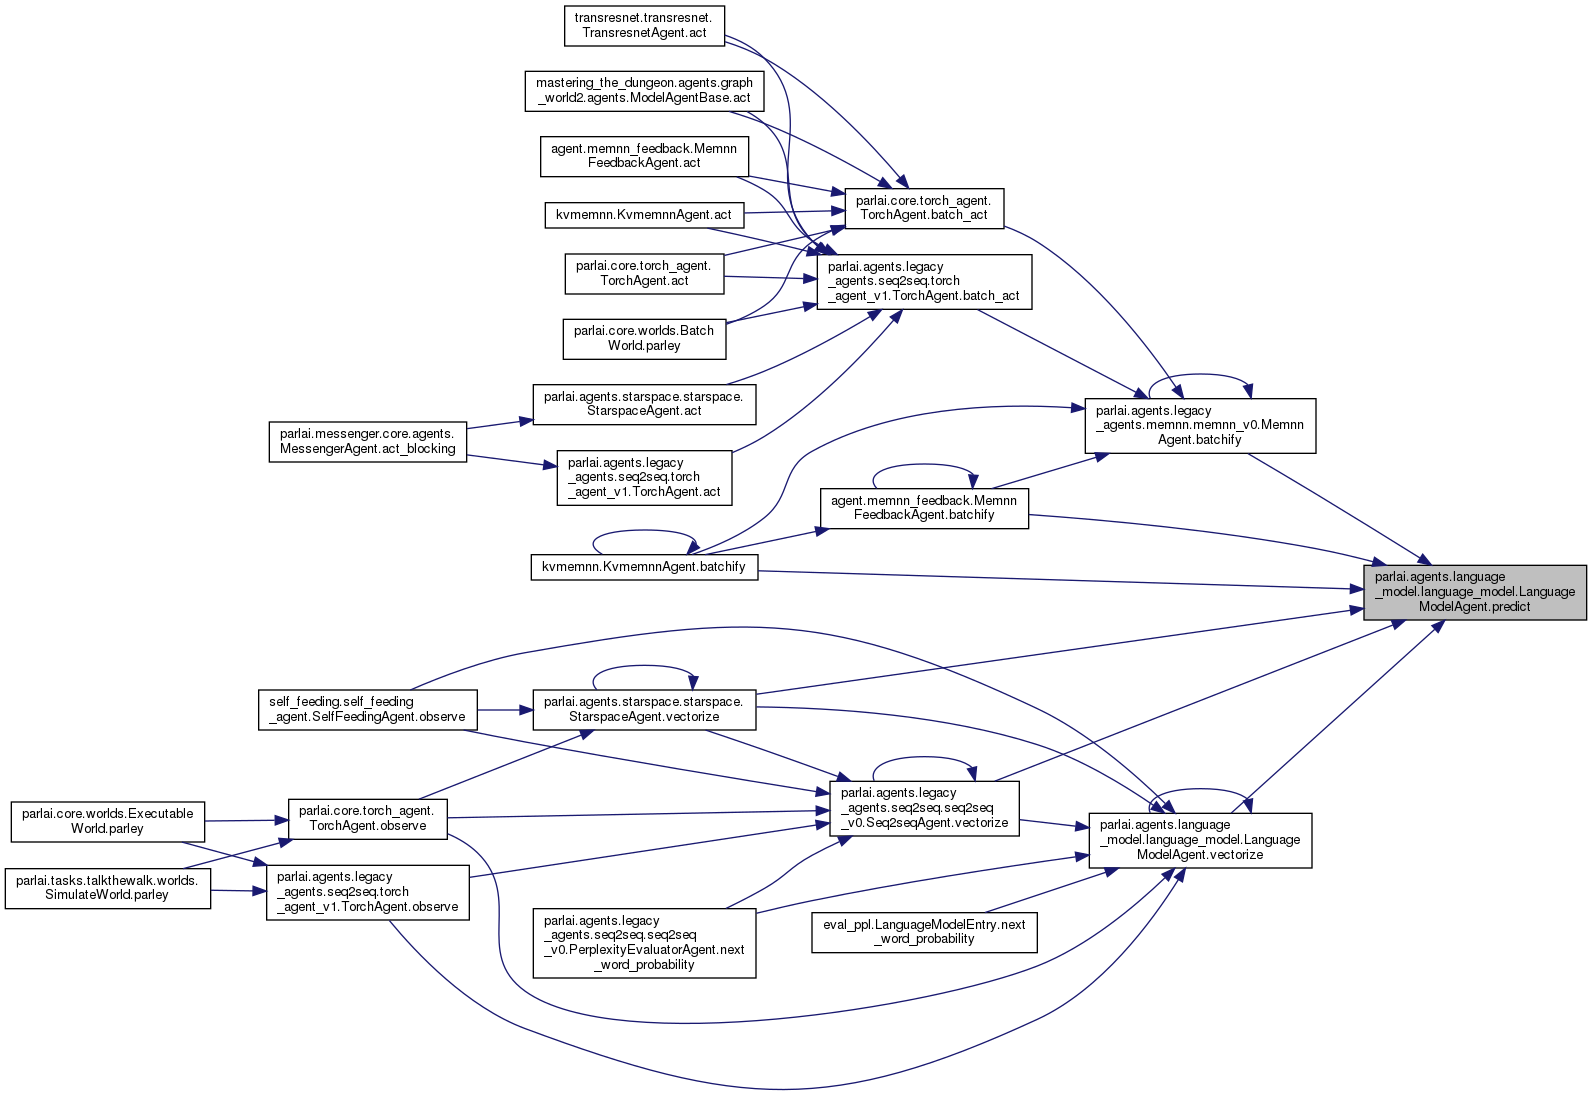 transresnet.transresnet.
TransresnetAgent.act
mastering_the_dungeon.agents.graph
_world2.agents.ModelAgentBase.act
agent.memnn_feedback.Memnn
FeedbackAgent.act
kvmemnn.KvmemnnAgent.act
parlai.core.torch_agent.
TorchAgent.batch_act
parlai.core.torch_agent.
TorchAgent.act
parlai.agents.legacy
_agents.seq2seq.torch
_agent_v1.TorchAgent.batch_act
parlai.core.worlds.Batch
World.parley
parlai.agents.starspace.starspace.
StarspaceAgent.act
parlai.messenger.core.agents.
MessengerAgent.act_blocking
parlai.agents.legacy
_agents.seq2seq.torch
_agent_v1.TorchAgent.act
parlai.agents.legacy
_agents.memnn.memnn_v0.Memnn
Agent.batchify
agent.memnn_feedback.Memnn
FeedbackAgent.batchify
kvmemnn.KvmemnnAgent.batchify
parlai.agents.language
_model.language_model.Language
ModelAgent.predict
self_feeding.self_feeding
_agent.SelfFeedingAgent.observe
parlai.agents.starspace.starspace.
StarspaceAgent.vectorize
parlai.core.worlds.Executable
World.parley
parlai.core.torch_agent.
TorchAgent.observe
parlai.agents.legacy
_agents.seq2seq.seq2seq
_v0.Seq2seqAgent.vectorize
parlai.agents.language
_model.language_model.Language
ModelAgent.vectorize
parlai.tasks.talkthewalk.worlds.
SimulateWorld.parley
parlai.agents.legacy
_agents.seq2seq.torch
_agent_v1.TorchAgent.observe
parlai.agents.legacy
_agents.seq2seq.seq2seq
_v0.PerplexityEvaluatorAgent.next
_word_probability
eval_ppl.LanguageModelEntry.next
_word_probability